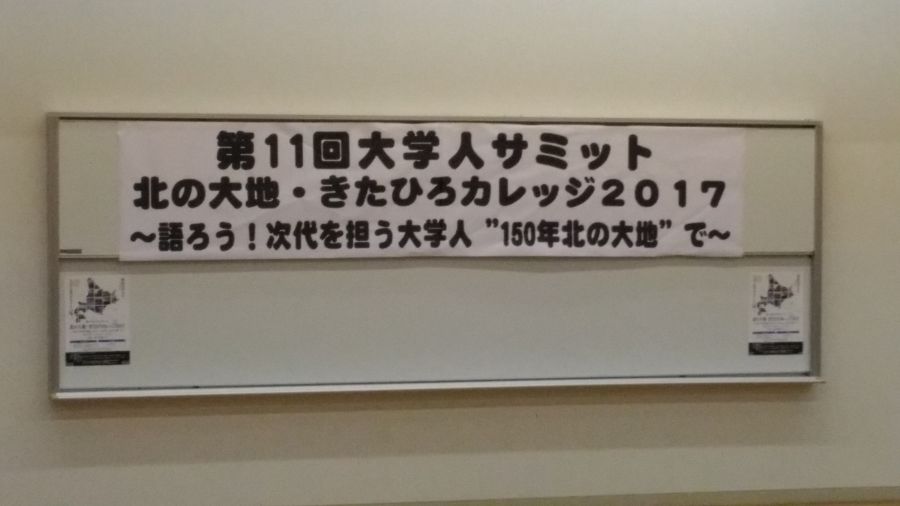 第11回大学人サミット
北の大地・きたひろカレッジ2017
～語ろう！次代を担う大学人 ”150年北の大地” で～